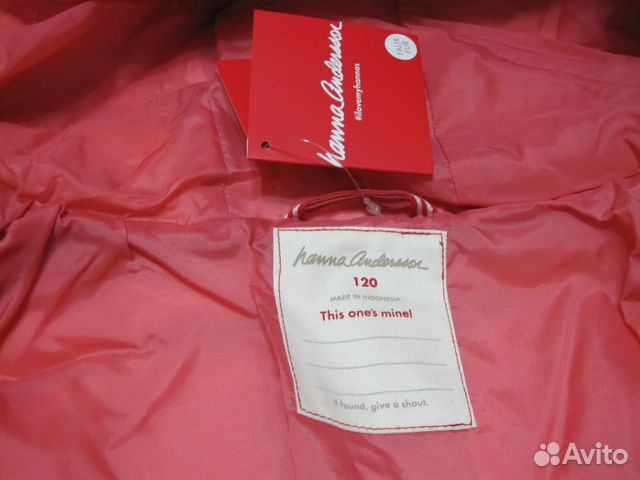 hanna Andersson
#ilovemyhannas
FAUX
FUR
hanna Andersson
120
MADE IN INDONESIA
This one's mine!
If found, give a shout.
Avito